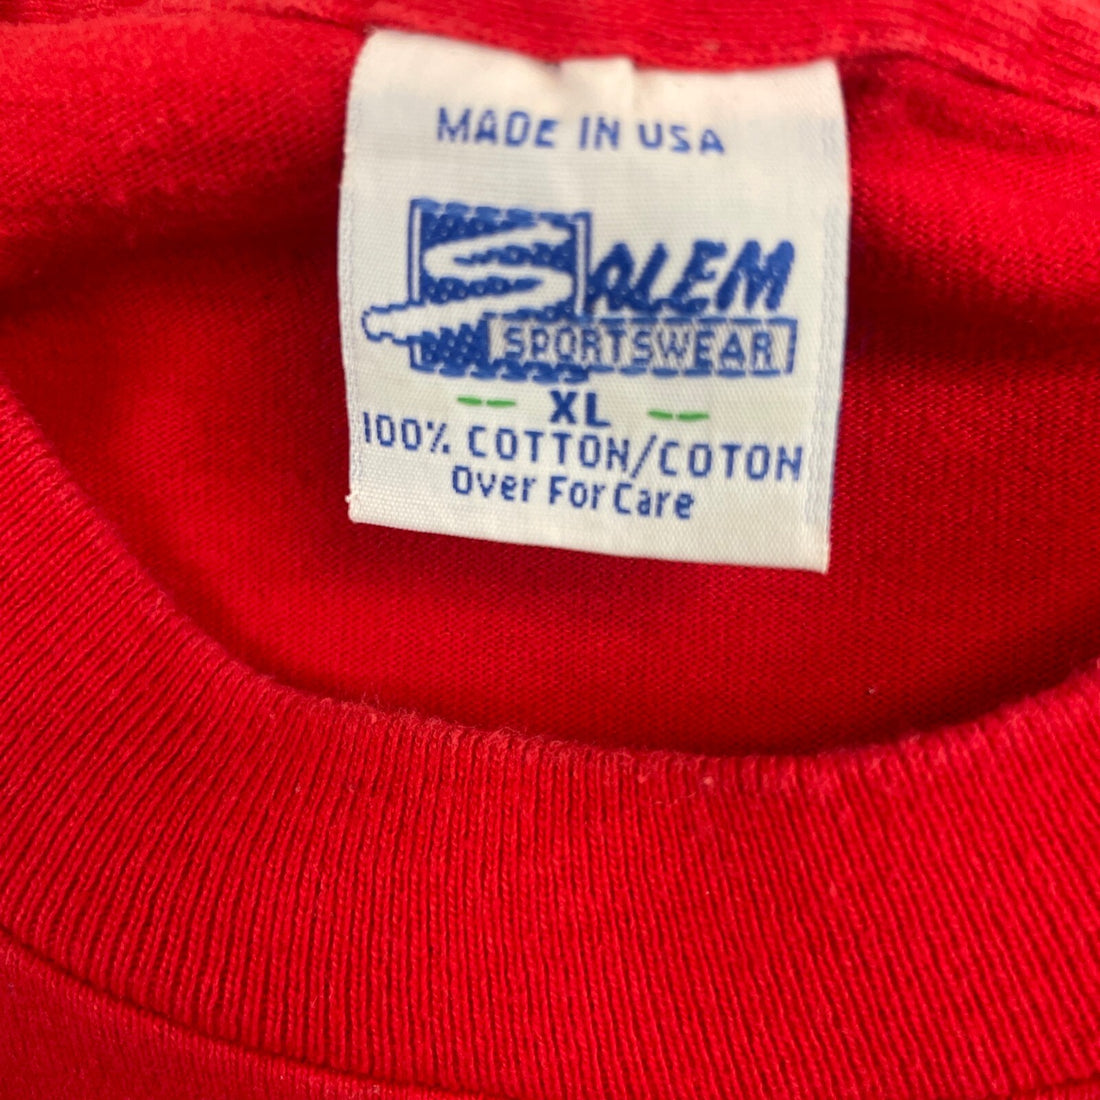 MADE IN USA
SALEM
SPORTSWEAR
XL
100% COTTON/COTON
Over For Care